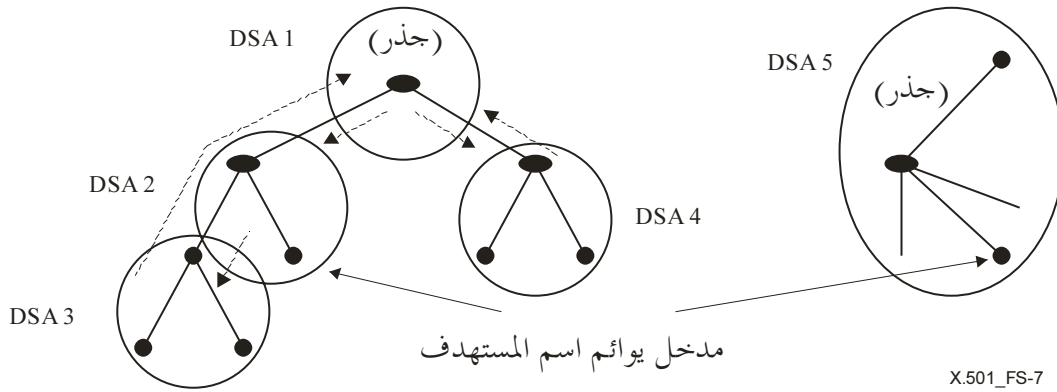 DSA 1
(جذر)
DSA 5
(جذر)
DSA 2
DSA 4
DSA 3
مدخل يوائم اسم المستهدف
X.501_FS-7